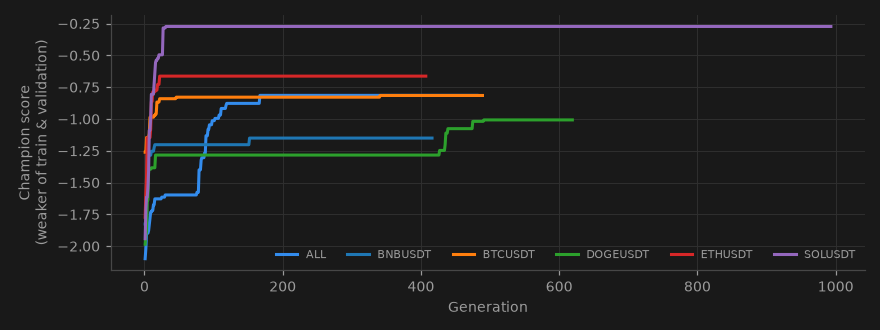 Champion score
(weaker of train & validation)
−0.25
−0.50
−0.75
−1.00
−1.25
−1.50
−1.75
−2.00
ALL BNBUSDT BTCUSDT DOGEUSDT ETHUSDT SOLUSDT
0 200 400 600 800 1000
Generation